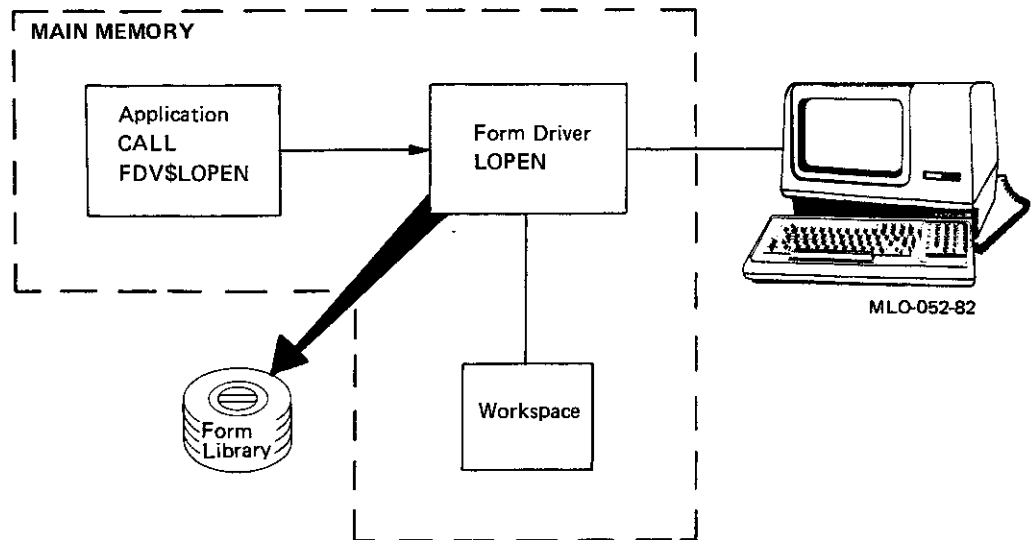 MAIN MEMORY
Application
CALL
FDV$LOPEN
Form Driver
LOPEN
MLO-052-82
Form
Library
Workspace